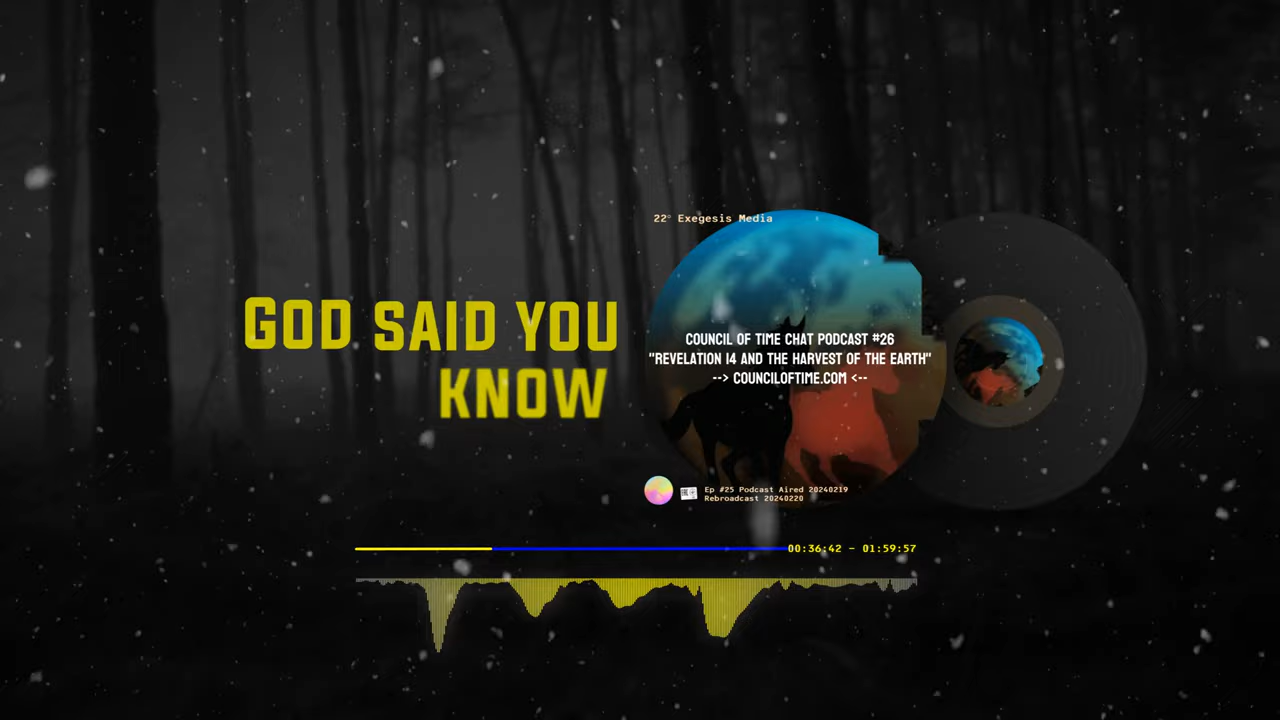 22° Exegesis Media
GOD SAID YOU
KNOW
COUNCIL OF TIME CHAT PODCAST #26
"REVELATION 14 AND THE HARVEST OF THE EARTH"
--> COUNCILOFTIME.COM <--
Ep #25 Podcast Aired 20240219
Rebroadcast 20240220
00:36:42 - 01:59:57